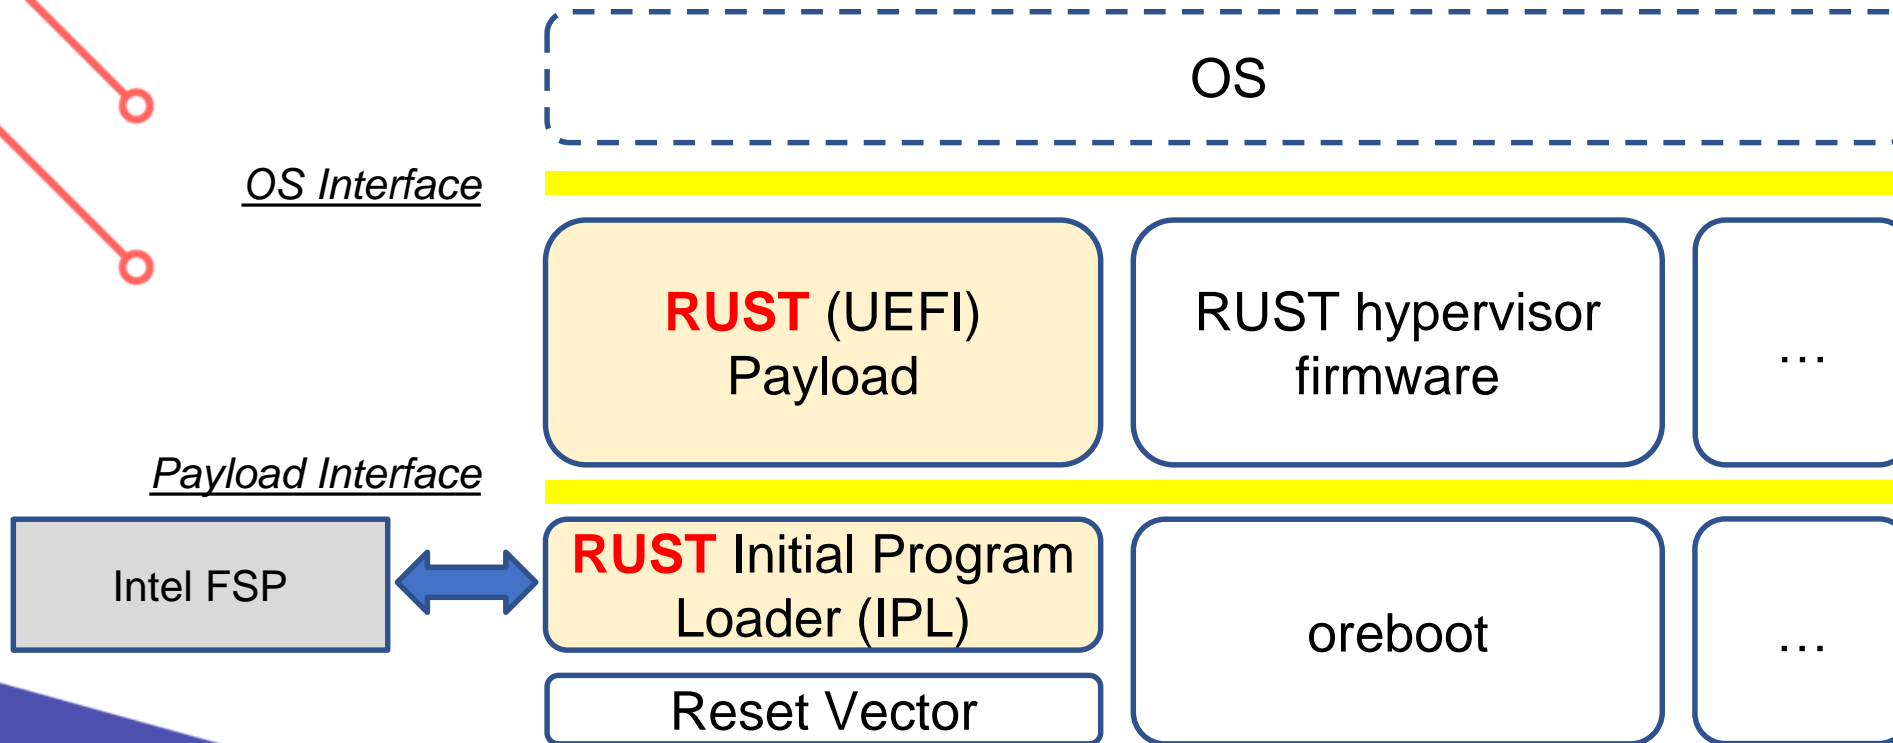 OS
OS Interface
RUST (UEFI)
Payload
RUST hypervisor
firmware
...
Payload Interface
Intel FSP
RUST Initial Program
Loader (IPL)
oreboot
...
Reset Vector